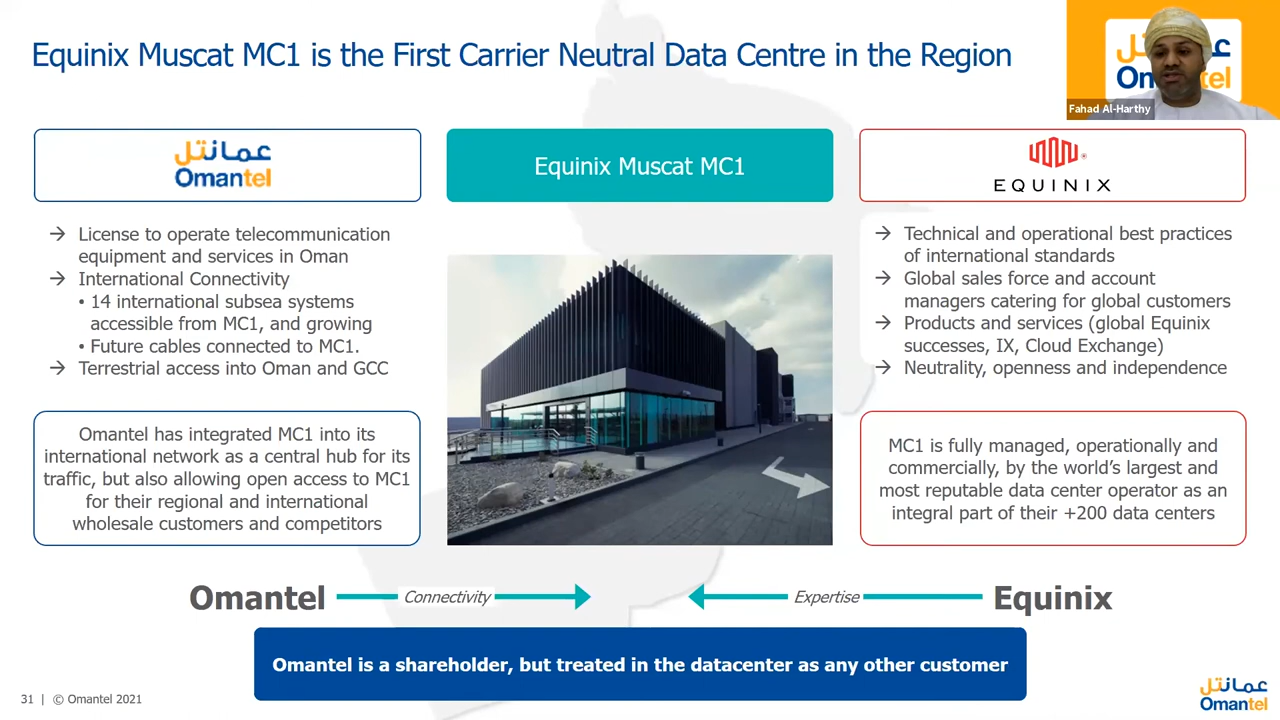 Equinix Muscat MC1 is the First Carrier Neutral Data Centre in the Region
عمانتل
Omantel
Fahad Al-Harthy
عمانتل
Omantel
Equinix Muscat MC1
EQUINIX
→ License to operate telecommunication
equipment and services in Oman
→ International Connectivity
• 14 international subsea systems
accessible from MC1, and growing
• Future cables connected to MC1.
→ Terrestrial access into Oman and GCC
→ Technical and operational best practices
of international standards
→ Global sales force and account
managers catering for global customers
→ Products and services (global Equinix
successes, IX, Cloud Exchange)
→ Neutrality, openness and independence
Omantel has integrated MC1 into its
international network as a central hub for its
traffic, but also allowing open access to MC1
for their regional and international
wholesale customers and competitors
MC1 is fully managed, operationally and
commercially, by the world’s largest and
most reputable data center operator as an
integral part of their +200 data centers
Omantel
Connectivity
Expertise
Equinix
Omantel is a shareholder, but treated in the datacenter as any other customer
31 | © Omantel 2021
عمانتل
Omantel